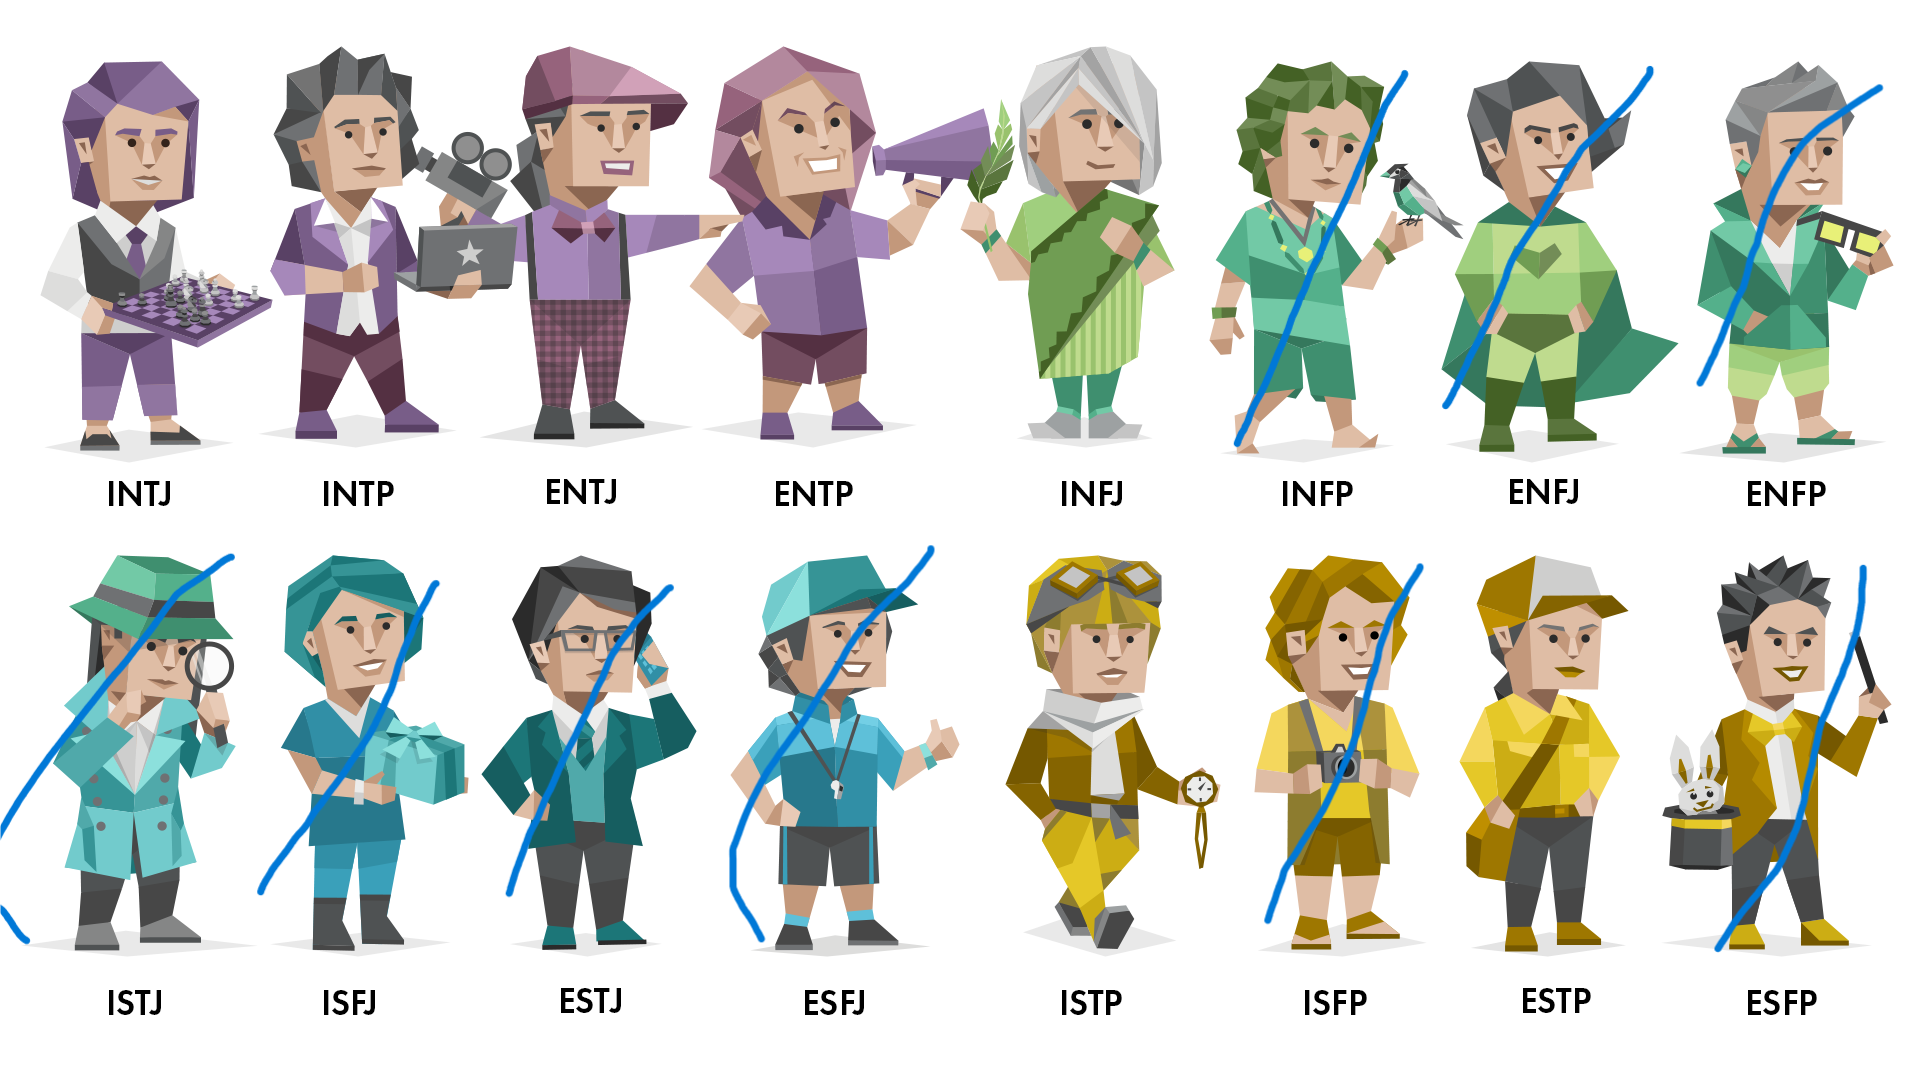 INTJ INTP ENTJ ENTP INFJ INFP ENFJ ENFP
ISTJ ISFJ ESTJ ESFJ ISTP ISFP ESTP ESFP